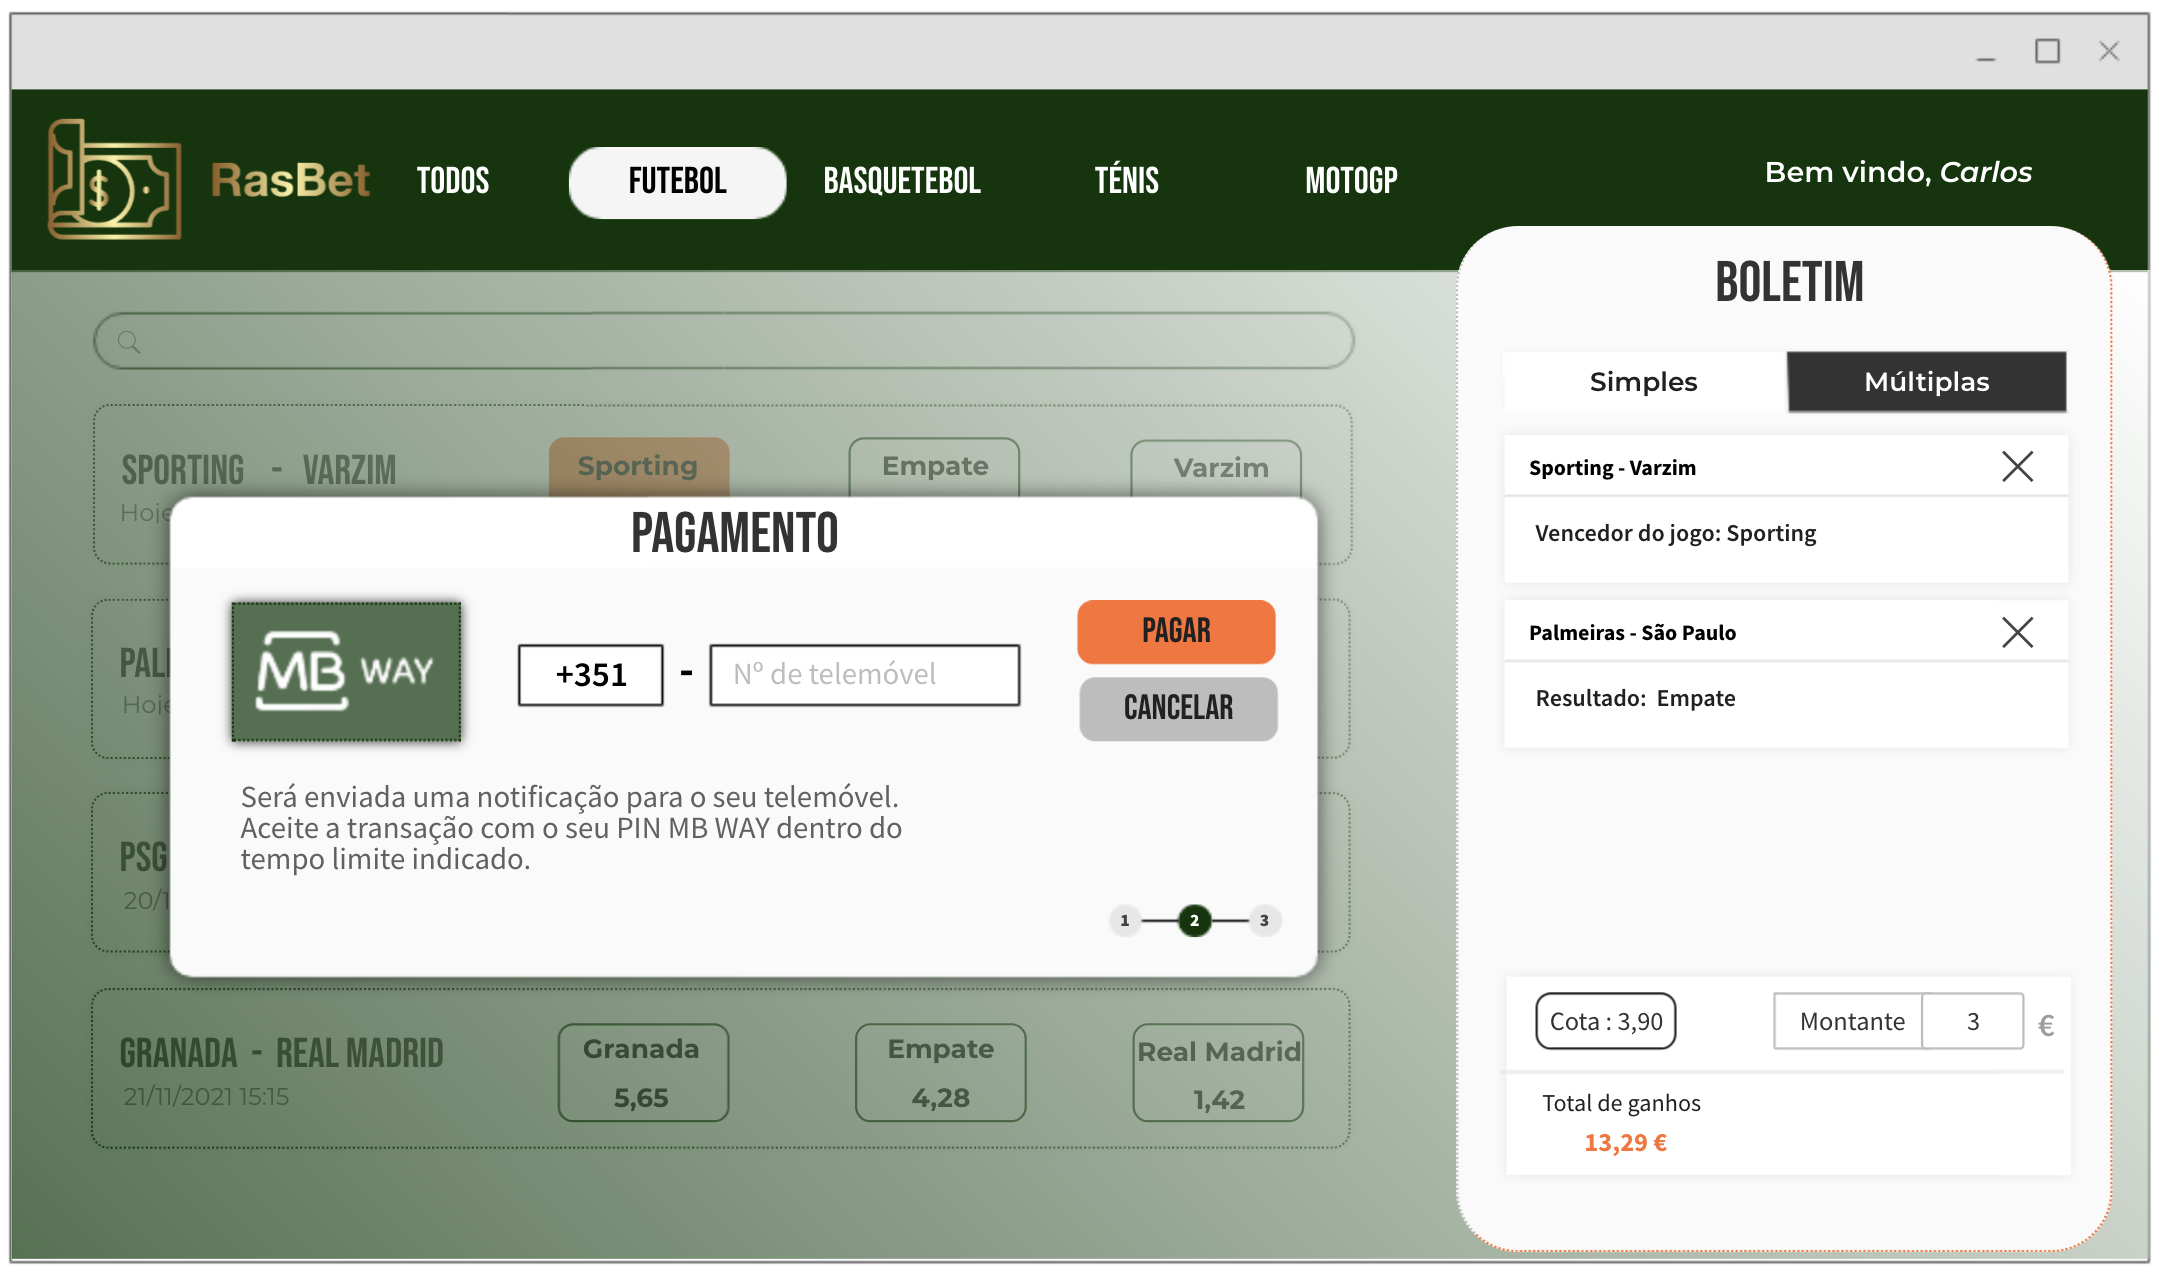 RasBet
TODOS
FUTEBOL
BASQUETEBOL
TÉNIS
MOTOGP
Bem vindo, Carlos
SPORTING - VARZIM
Hoje
Sporting
Empate
Varzim
PAGAMENTO
MB WAY
+351 - Nº de telemóvel
PAGAR
CANCELAR
Será enviada uma notificação para o seu telemóvel.
Aceite a transação com o seu PIN MB WAY dentro do
tempo limite indicado.
1 2 3
PSG
GRANADA - REAL MADRID
21/11/2021 15:15
Granada
5,65
Empate
4,28
Real Madrid
1,42
BOLETIM
Simples
Múltiplas
Sporting - Varzim
Vencedor do jogo: Sporting
Palmeiras - São Paulo
Resultado: Empate
Cota : 3,90
Montante 3 €
Total de ganhos
13,29 €